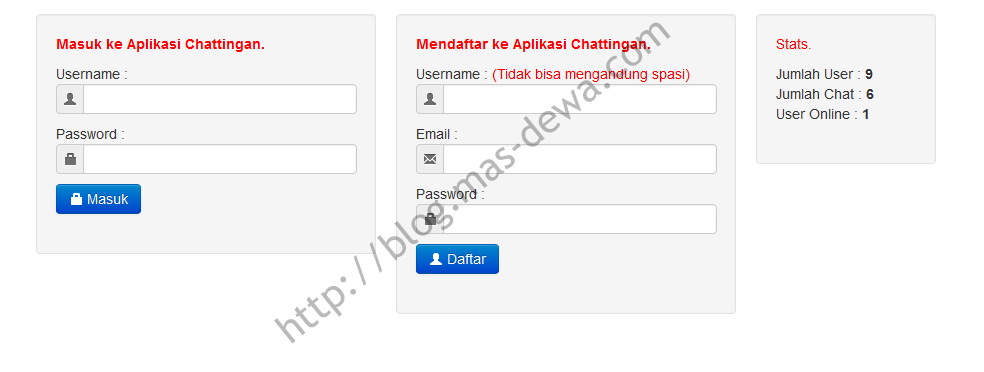 Masuk ke Aplikasi Chattingan.
Username :
Password :
Masuk
Mendaftar ke Aplikasi Chattingan.
Username : (Tidak bisa mengandung spasi)
Email :
Password :
Daftar
Stats.
Jumlah User : 9
Jumlah Chat : 6
User Online : 1
http://blog.mas-dewa.com